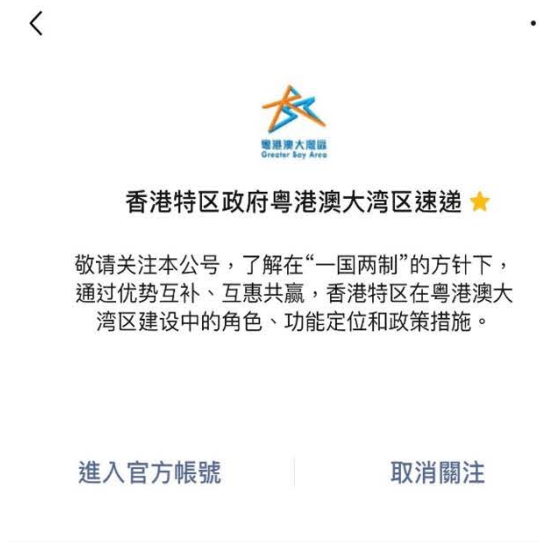 粵港澳大灣區
Greater Bay Area
香港特区政府粤港澳大湾区速递
敬请关注本公号，了解在“一国两制”的方针下，
通过优势互补、互惠共赢，香港特区在粤港澳大
湾区建设中的角色、功能定位和政策措施。
進入官方帳號
取消關注